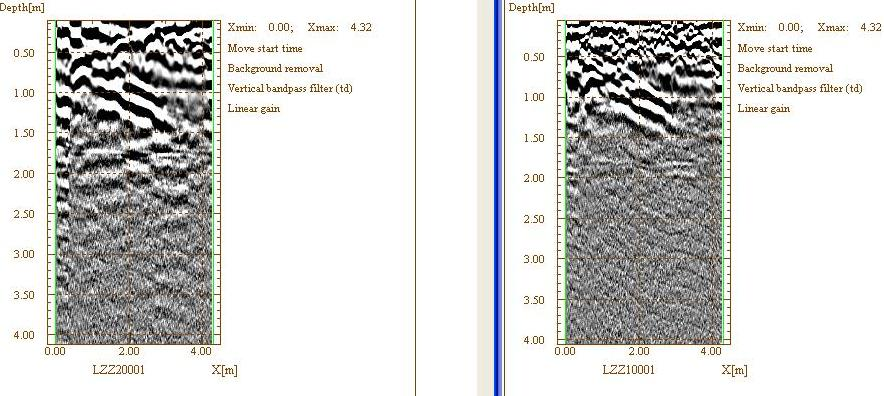 Depth[m]
Xmin: 0.00; Xmax: 4.32
Move start time
Background removal
Vertical bandpass filter (td)
Linear gain
0.50
1.00
1.50
2.00
2.50
3.00
3.50
4.00
0.00 2.00 4.00
LZZ20001 X[m]
Depth[m]
Xmin: 0.00; Xmax: 4.32
Move start time
Background removal
Vertical bandpass filter (td)
Linear gain
0.50
1.00
1.50
2.00
2.50
3.00
3.50
4.00
0.00 2.00 4.00
LZZ10001 X[m]